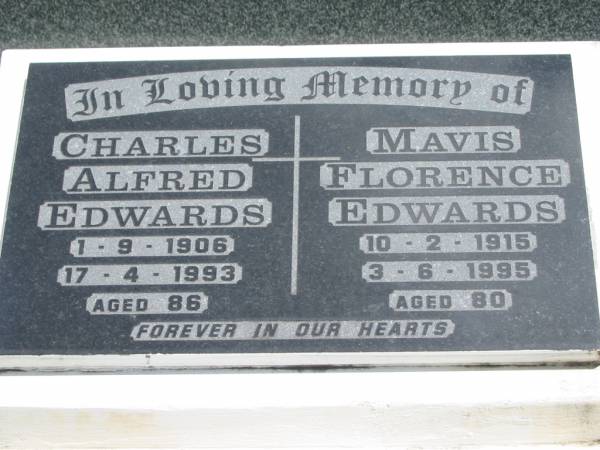 In Loving Memory of
CHARLES
ALFRED
EDWARDS
1 - 9 - 1906
17 - 4 - 1993
AGED 86
MAVIS
FLORENCE
EDWARDS
10 - 2 - 1915
3 - 6 - 1995
AGED 80
FOREVER IN OUR HEARTS